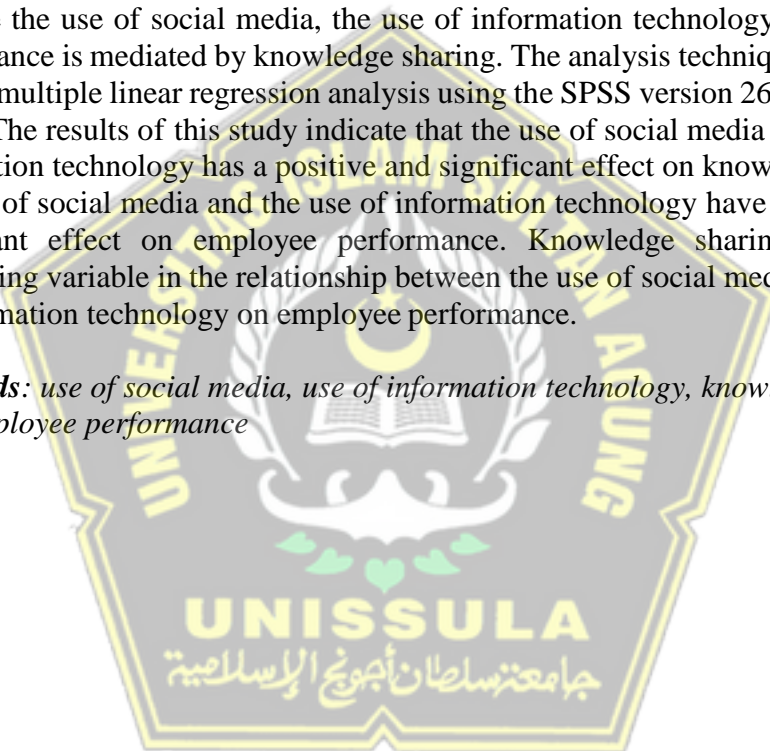 the use of social media, the use of information technology
ance is mediated by knowledge sharing. The analysis techniq
multiple linear regression analysis using the SPSS version 26
The results of this study indicate that the use of social media
tion technology has a positive and significant effect on know
of social media and the use of information technology have
ant effect on employee performance. Knowledge sharin
ing variable in the relationship between the use of social med
mation technology on employee performance.
ds: use of social media, use of information technology, know
ployee performance
UNIVERSITAS ISLAM SULTAN AGUNG
UNISSULA
جامعة سلطان أجونج الإسلامية